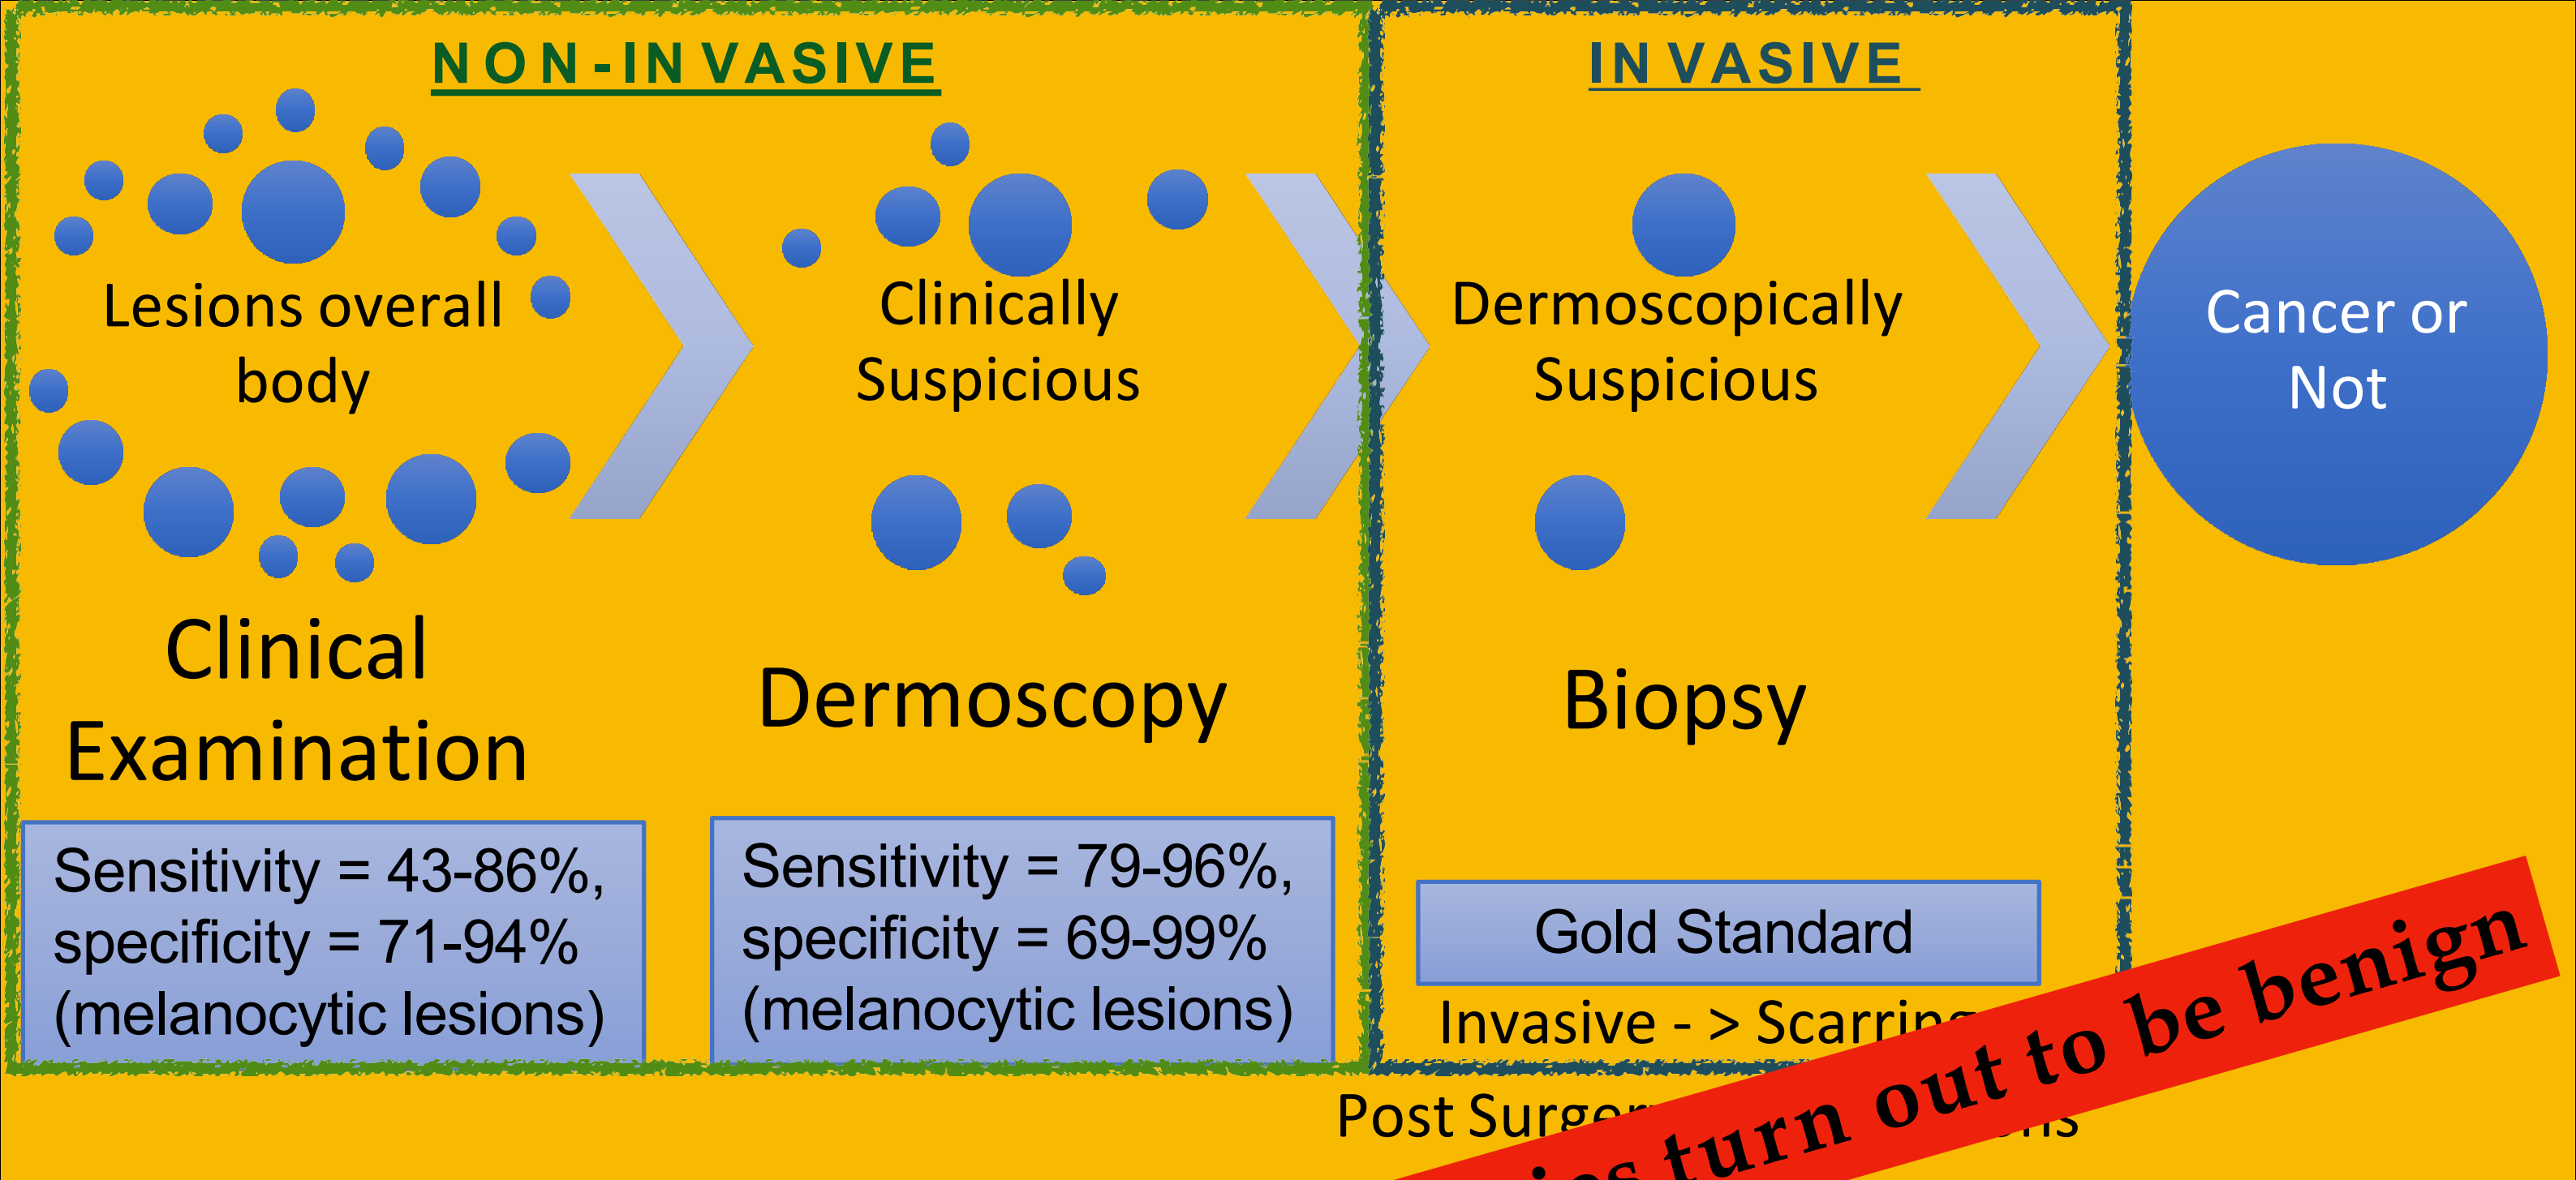 NON-INVASIVE
INVASIVE
Lesions overall
body
Clinically
Suspicious
Dermoscopically
Suspicious
Cancer or
Not
Clinical
Examination
Dermoscopy
Biopsy
Sensitivity = 43-86%,
specificity = 71-94%
(melanocytic lesions)
Sensitivity = 79-96%,
specificity = 69-99%
(melanocytic lesions)
Gold Standard
Invasive - > Scarring
Post
turn out to be benign